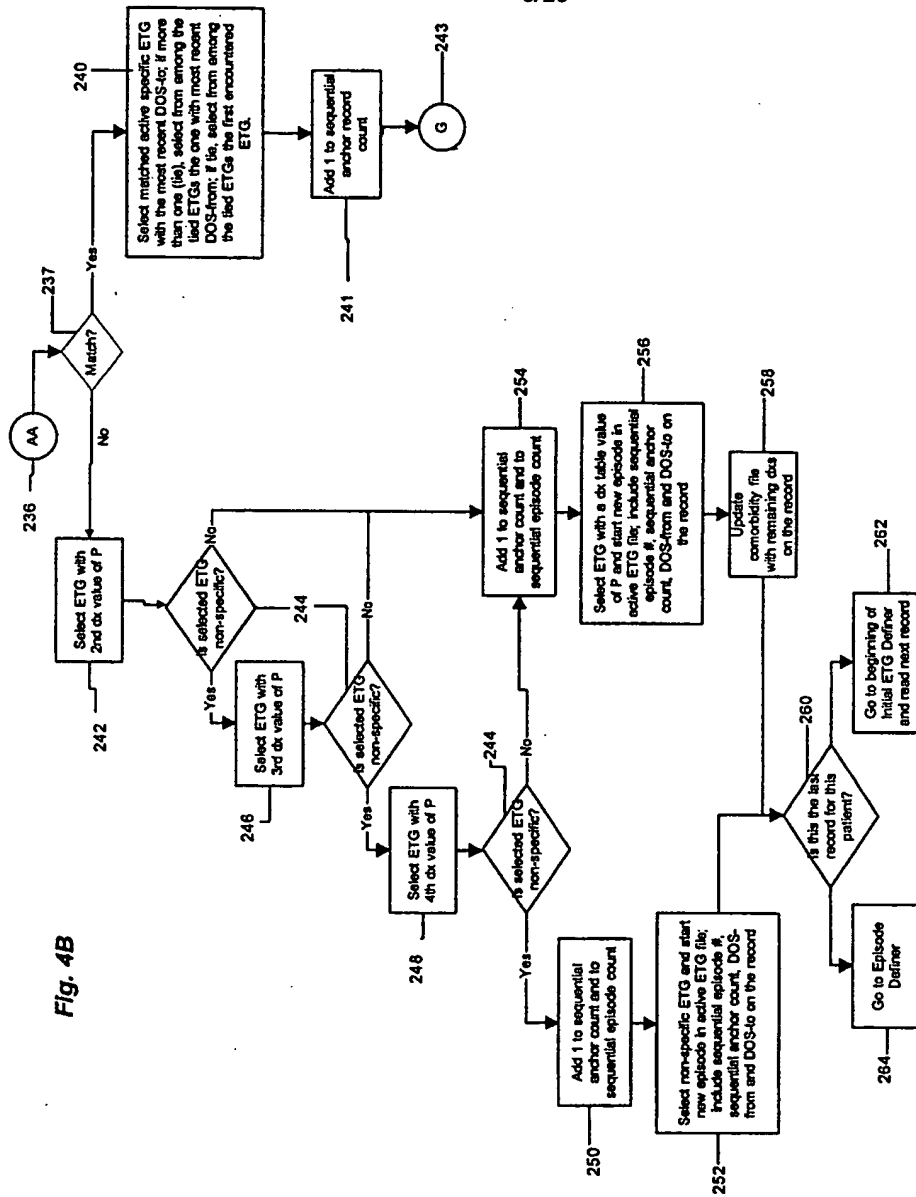 Fig. 4B
236
AA
237
Match?
Yes
No
240
Select matched active specific ETG
with the most recent DOS-to; if more
than one (tie), select from among the
tied ETGs the one with most recent
DOS-from; if tie, select from among
the tied ETGs the first encountered
ETG.
Add 1 to sequential
anchor record
count
241
G
243
Select ETG with
2nd dx value of P
242
Is selected ETG
non-specific?
No
Yes
244
Select ETG with
3rd dx value of P
246
Is selected ETG
non-specific?
No
Yes
Select ETG with
4th dx value of P
248
244
Is selected ETG
non-specific?
No
Yes
Add 1 to sequential
anchor count and to
sequential episode count
254
Select ETG with a dx table value
of P and start new episode in
active ETG file; include sequential
episode #, sequential anchor
count, DOS-from and DOS-to on
the record
256
Update
comorbidity file
with remaining dxs
on the record
258
Add 1 to sequential
anchor count and to
sequential episode count
250
Select non-specific ETG and start
new episode in active ETG file;
include sequential episode #,
sequential anchor count, DOS-
from and DOS-to on the record
252
260
Is this the last
record for this
patient?
Go to beginning of
Initial ETG Definer
and read next record
262
Go to Episode
Definer
264